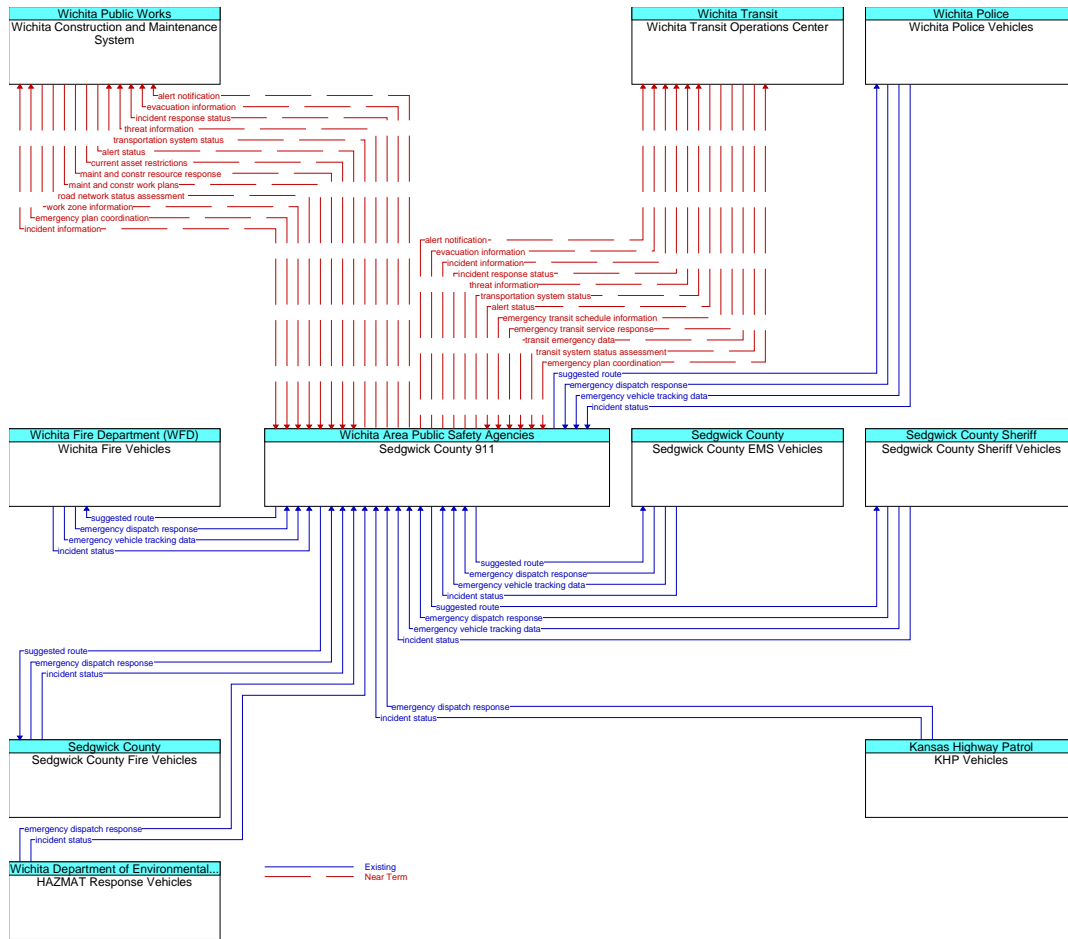 Wichita Public Works
Wichita Construction and Maintenance
System
Wichita Transit
Wichita Transit Operations Center
Wichita Police
Wichita Police Vehicles
alert notification
evacuation information
incident response status
threat information
transportation system status
alert status
current asset restrictions
maint and constr resource response
maint and constr work plans
road network status assessment
work zone information
emergency plan coordination
incident information
alert notification
evacuation information
incident information
incident response status
threat information
transportation system status
alert status
emergency transit schedule information
emergency transit service response
transit emergency data
transit system status assessment
emergency plan coordination
suggested route
emergency dispatch response
emergency vehicle tracking data
incident status
Wichita Fire Department (WFD)
Wichita Fire Vehicles
Wichita Area Public Safety Agencies
Sedgwick County 911
Sedgwick County
Sedgwick County EMS Vehicles
Sedgwick County Sheriff
Sedgwick County Sheriff Vehicles
suggested route
emergency dispatch response
emergency vehicle tracking data
incident status
suggested route
emergency dispatch response
emergency vehicle tracking data
incident status
suggested route
emergency dispatch response
emergency vehicle tracking data
incident status
suggested route
emergency dispatch response
incident status
emergency dispatch response
incident status
Sedgwick County
Sedgwick County Fire Vehicles
Kansas Highway Patrol
KHP Vehicles
emergency dispatch response
incident status
Wichita Department of Environmental...
HAZMAT Response Vehicles
Existing
Near Term